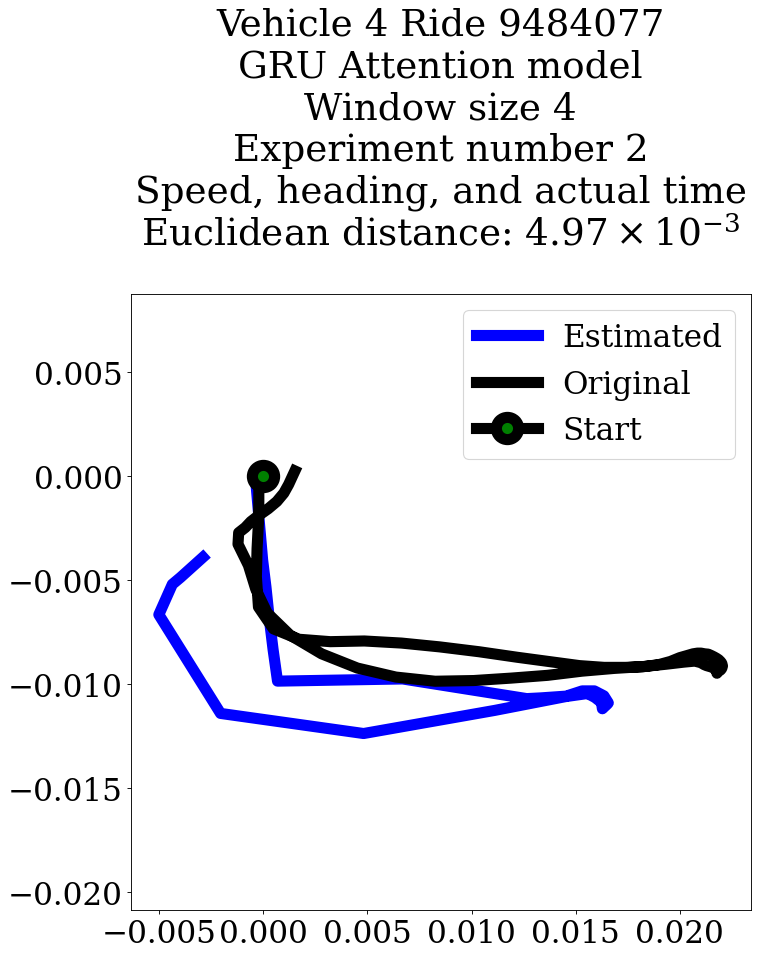 Vehicle 4 Ride 9484077
GRU Attention model
Window size 4
Experiment number 2
Speed, heading, and actual time
Euclidean distance: 4.97 × 10⁻³
Estimated
Original
Start
0.005
0.000
−0.005
−0.010
−0.015
−0.020
−0.005 0.000 0.005 0.010 0.015 0.020